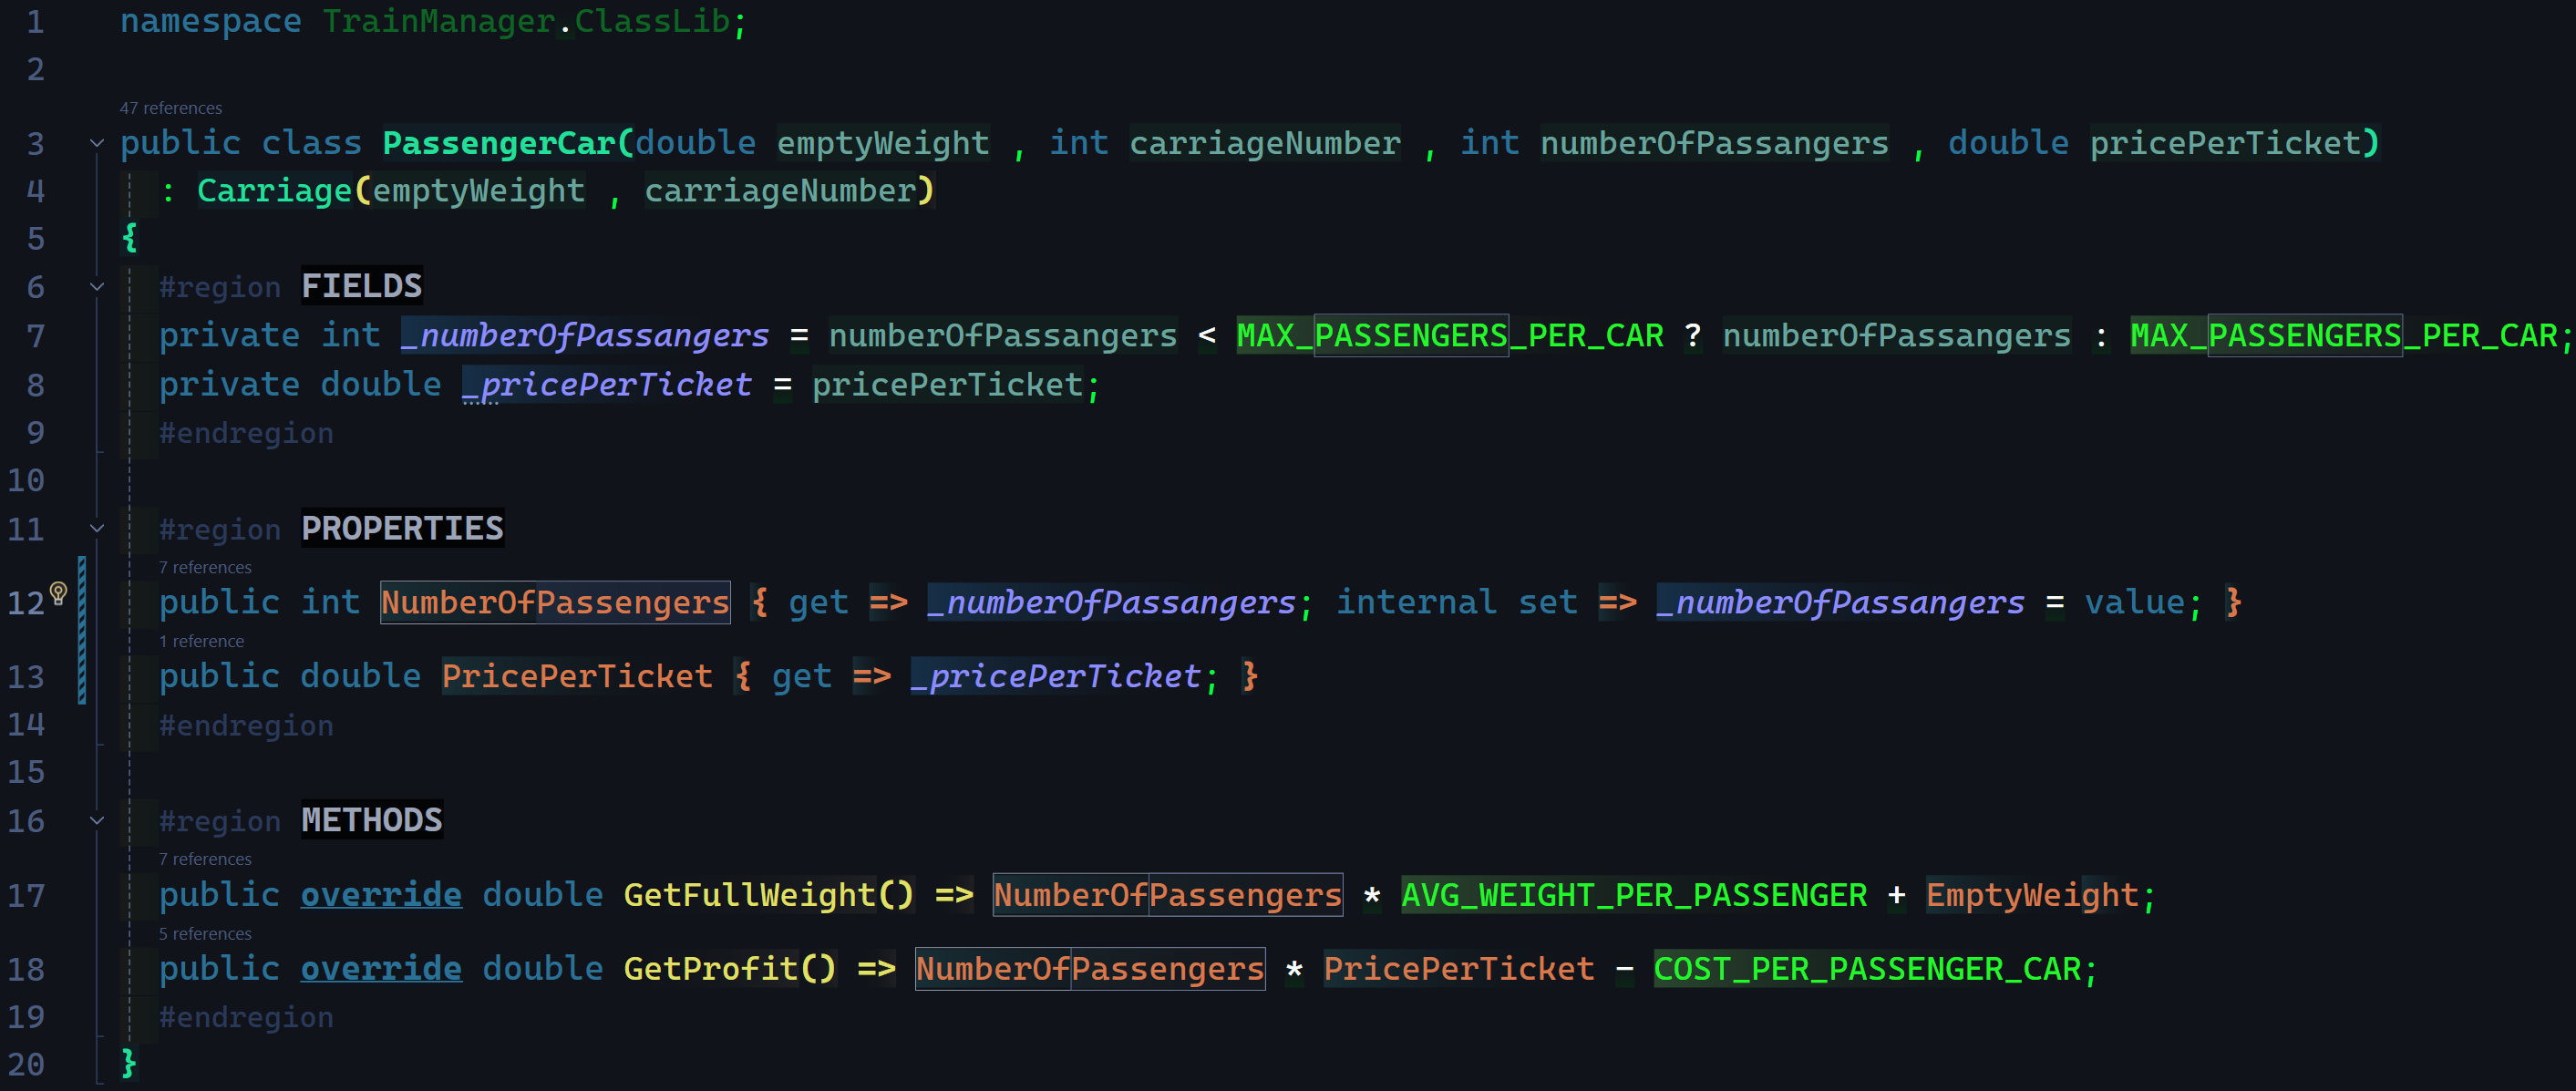 1 namespace TrainManager.ClassLib;
2
47 references
3 public class PassengerCar(double emptyWeight , int carriageNumber , int numberOfPassangers , double pricePerTicket)
4 : Carriage(emptyWeight , carriageNumber)
5 {
6 #region FIELDS
7 private int _numberOfPassangers = numberOfPassangers < MAX_PASSENGERS_PER_CAR ? numberOfPassangers : MAX_PASSENGERS_PER_CAR;
8 private double _pricePerTicket = pricePerTicket;
9 #endregion
10
11 #region PROPERTIES
7 references
12 public int NumberOfPassengers { get => _numberOfPassangers; internal set => _numberOfPassangers = value; }
1 reference
13 public double PricePerTicket { get => _pricePerTicket; }
14 #endregion
15
16 #region METHODS
7 references
17 public override double GetFullWeight() => NumberOfPassengers * AVG_WEIGHT_PER_PASSENGER + EmptyWeight;
5 references
18 public override double GetProfit() => NumberOfPassengers * PricePerTicket - COST_PER_PASSENGER_CAR;
19 #endregion
20 }